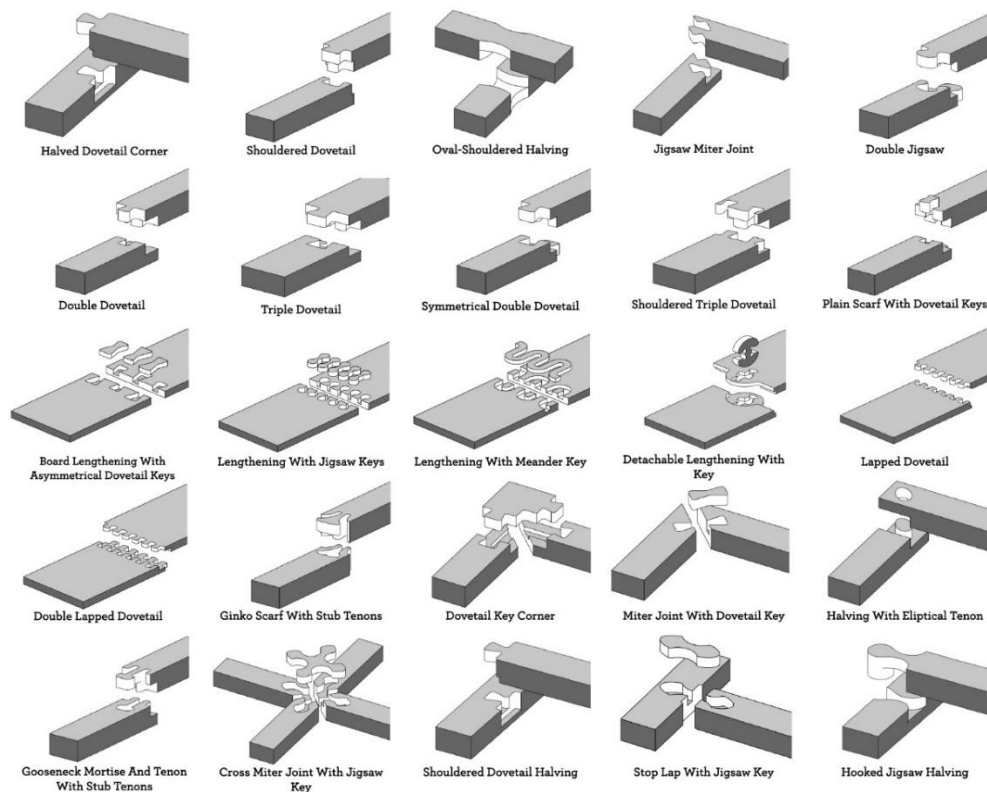 Halved Dovetail Corner
Shouldered Dovetail
Oval-Shouldered Halving
Jigsaw Miter Joint
Double Jigsaw
Double Dovetail
Triple Dovetail
Symmetrical Double Dovetail
Shouldered Triple Dovetail
Plain Scarf With Dovetail Keys
Board Lengthening With
Asymmetrical Dovetail Keys
Lengthening With Jigsaw Keys
Lengthening With Meander Key
Detachable Lengthening With
Key
Lapped Dovetail
Double Lapped Dovetail
Ginko Scarf With Stub Tenons
Dovetail Key Corner
Miter Joint With Dovetail Key
Halving With Eliptical Tenon
Gooseneck Mortise And Tenon
With Stub Tenons
Cross Miter Joint With Jigsaw
Key
Shouldered Dovetail Halving
Stop Lap With Jigsaw Key
Hooked Jigsaw Halving